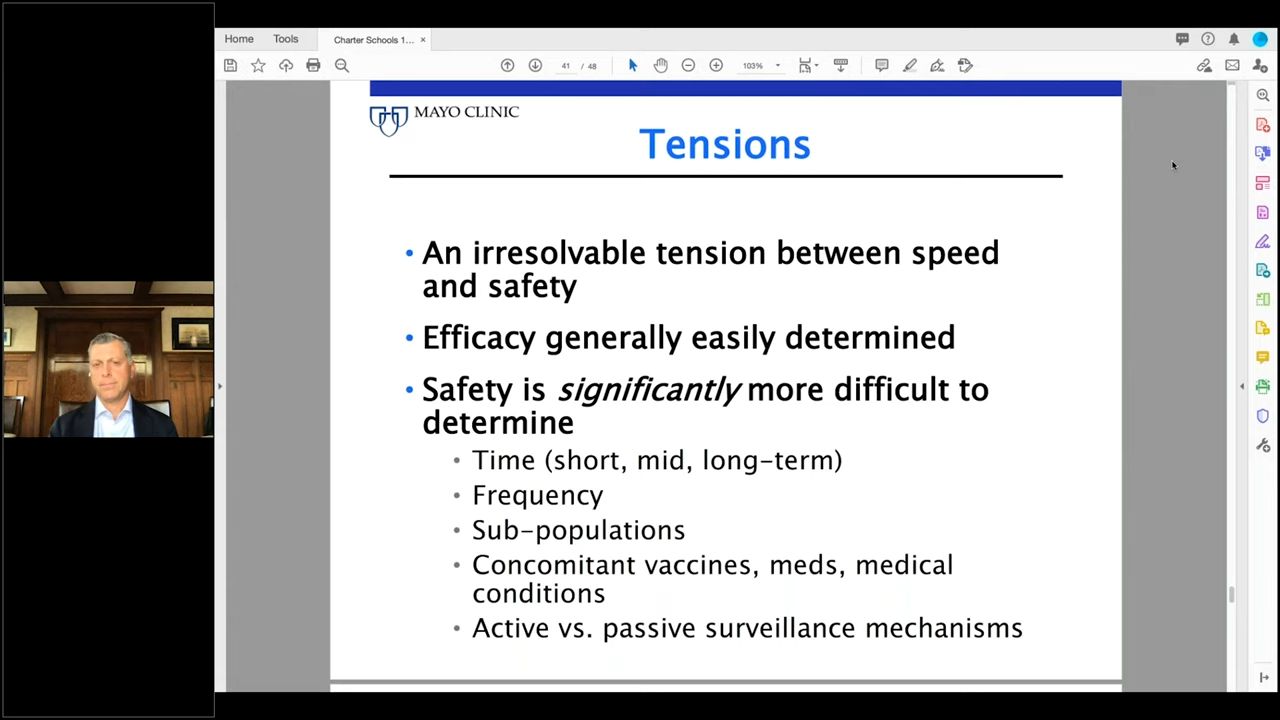 Home
Tools
Charter Schools 1...
41 / 48
103%
MAYO CLINIC
Tensions
• An irresolvable tension between speed
and safety
• Efficacy generally easily determined
• Safety is significantly more difficult to
determine
• Time (short, mid, long-term)
• Frequency
• Sub-populations
• Concomitant vaccines, meds, medical
conditions
• Active vs. passive surveillance mechanisms